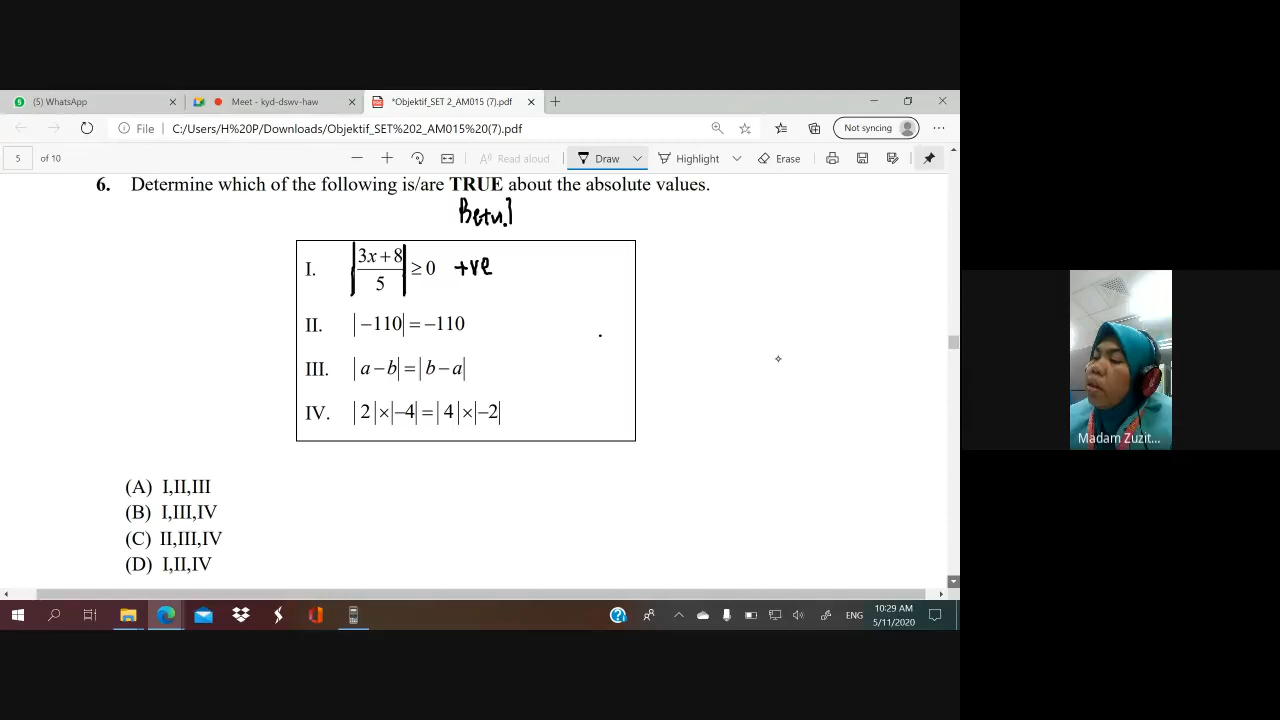 (5) WhatsApp
Meet - kyd-dswv-haw
*Objektif_SET 2_AM015 (7).pdf
File
C:/Users/H%20P/Downloads/Objektif_SET%202_AM015%20(7).pdf
Not syncing
5 of 10
Read aloud
Draw
Highlight
Erase
6. Determine which of the following is/are TRUE about the absolute values.
Betul
I. |3x+8/5| ≥ 0 +ve
II. |−110| = −110
III. |a−b| = |b−a|
IV. |2|×|−4| = |4|×|−2|
(A) I,II,III
(B) I,III,IV
(C) II,III,IV
(D) I,II,IV
Madam Zuzit...
ENG
10:29 AM
5/11/2020